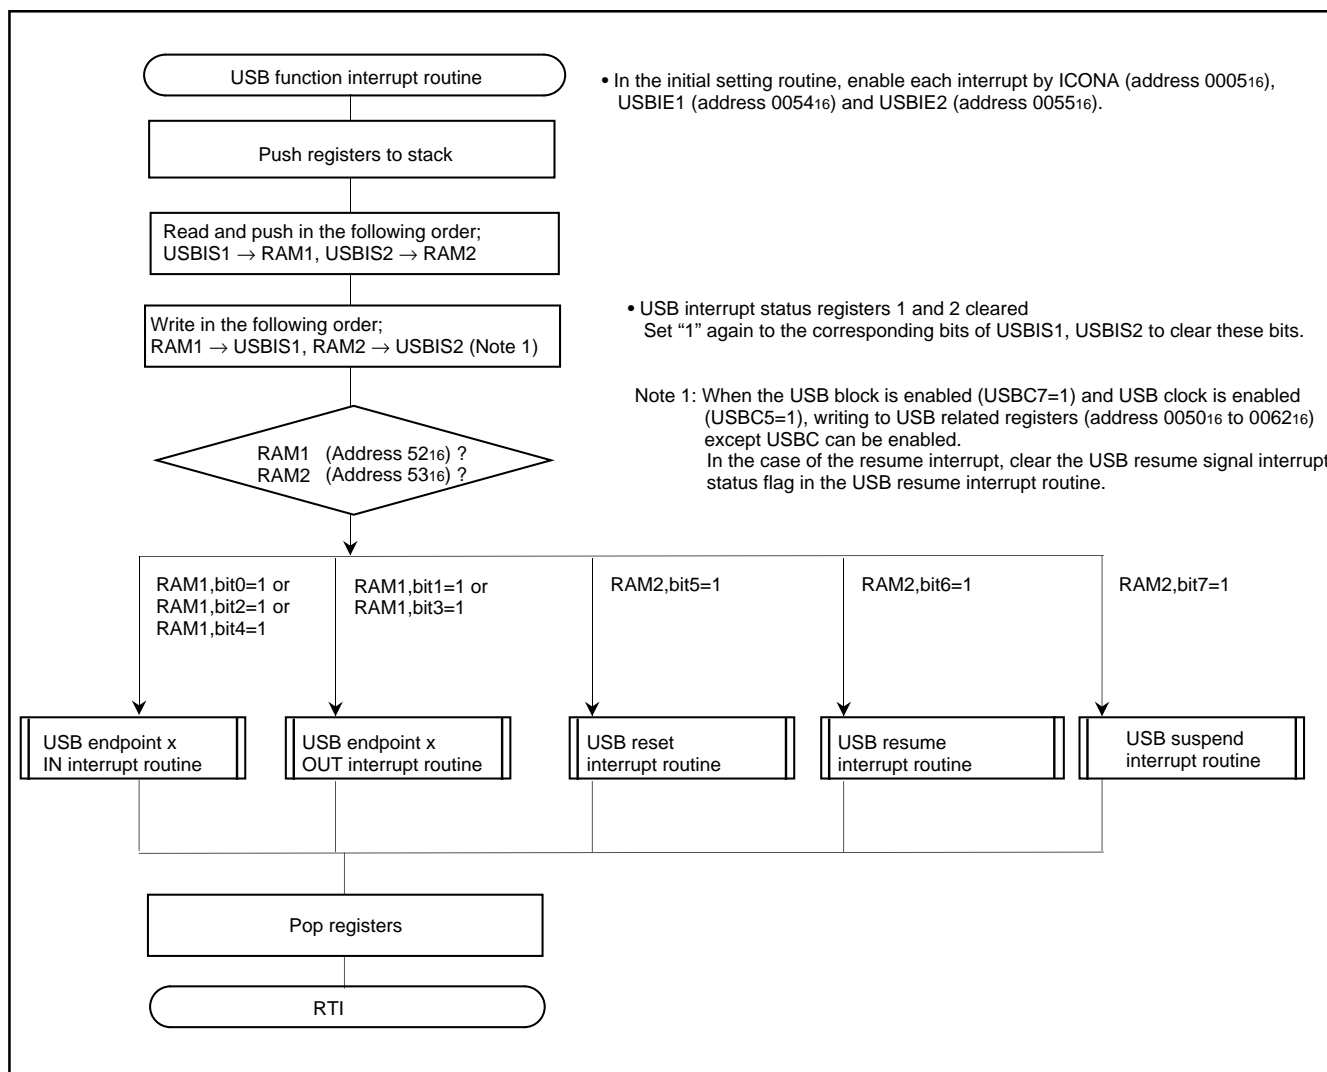 USB function interrupt routine
• In the initial setting routine, enable each interrupt by ICONA (address 000516),
USBIE1 (address 005416) and USBIE2 (address 005516).
Push registers to stack
Read and push in the following order;
USBIS1 → RAM1, USBIS2 → RAM2
Write in the following order;
RAM1 → USBIS1, RAM2 → USBIS2 (Note 1)
• USB interrupt status registers 1 and 2 cleared
Set “1” again to the corresponding bits of USBIS1, USBIS2 to clear these bits.
Note 1: When the USB block is enabled (USBC7=1) and USB clock is enabled
(USBC5=1), writing to USB related registers (address 005016 to 006216)
except USBC can be enabled.
In the case of the resume interrupt, clear the USB resume signal interrupt
status flag in the USB resume interrupt routine.
RAM1 (Address 5216) ?
RAM2 (Address 5316) ?
RAM1,bit0=1 or
RAM1,bit2=1 or
RAM1,bit4=1
RAM1,bit1=1 or
RAM1,bit3=1
RAM2,bit5=1
RAM2,bit6=1
RAM2,bit7=1
USB endpoint x
IN interrupt routine
USB endpoint x
OUT interrupt routine
USB reset
interrupt routine
USB resume
interrupt routine
USB suspend
interrupt routine
Pop registers
RTI